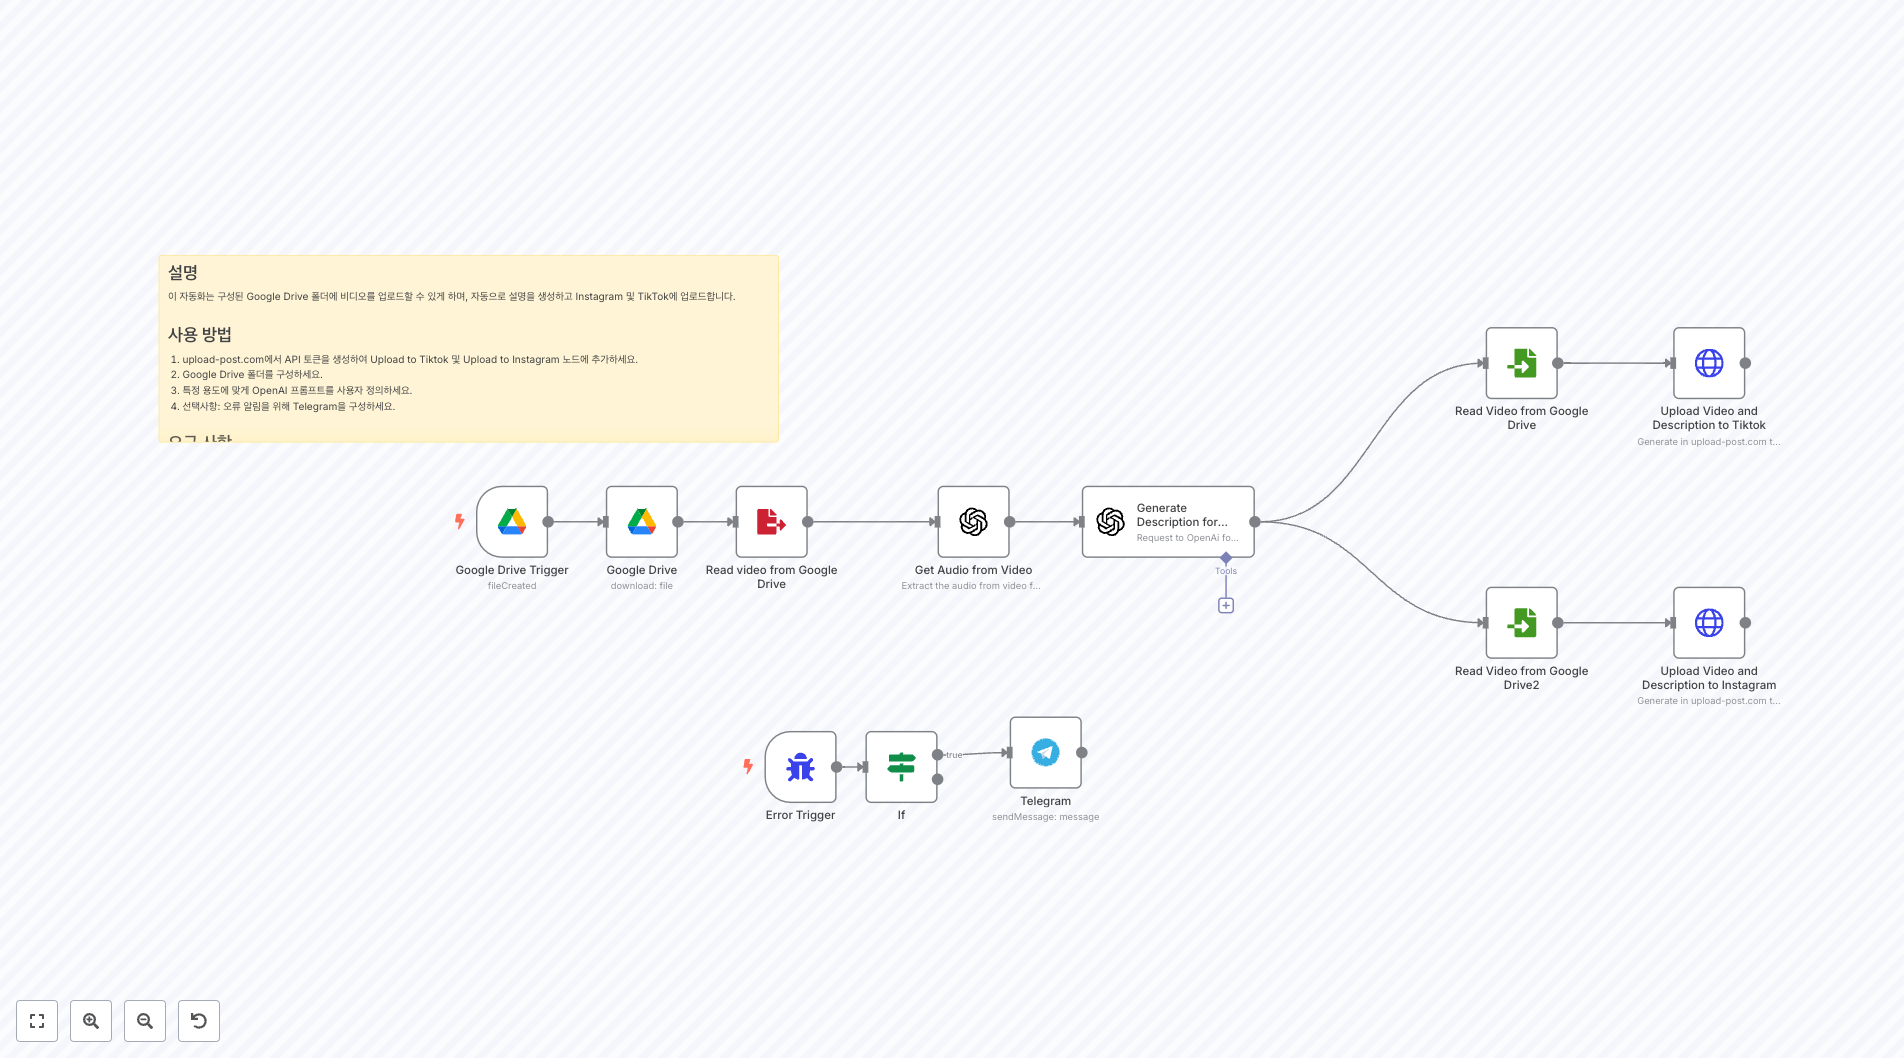 설명
이 자동화는 구성된 Google Drive 폴더에 비디오를 업로드할 수 있게 하며, 자동으로 설명을 생성하고 Instagram 및 TikTok에 업로드합니다.
사용 방법
1. upload-post.com에서 API 토큰을 생성하여 Upload to Tiktok 및 Upload to Instagram 노드에 추가하세요.
2. Google Drive 폴더를 구성하세요.
3. 특정 용도에 맞게 OpenAI 프롬프트를 사용자 정의하세요.
4. 선택사항: 오류 알림을 위해 Telegram을 구성하세요.
요구 사항
Google Drive Trigger
fileCreated
Google Drive
download: file
Read video from Google
Drive
Get Audio from Video
Extract the audio from video f...
Generate
Description for...
Request to OpenAi fo...
Tools
Read Video from Google
Drive
Upload Video and
Description to Tiktok
Generate in upload-post.com t...
Read Video from Google
Drive2
Upload Video and
Description to Instagram
Generate in upload-post.com t...
Error Trigger
If
true
Telegram
sendMessage: message